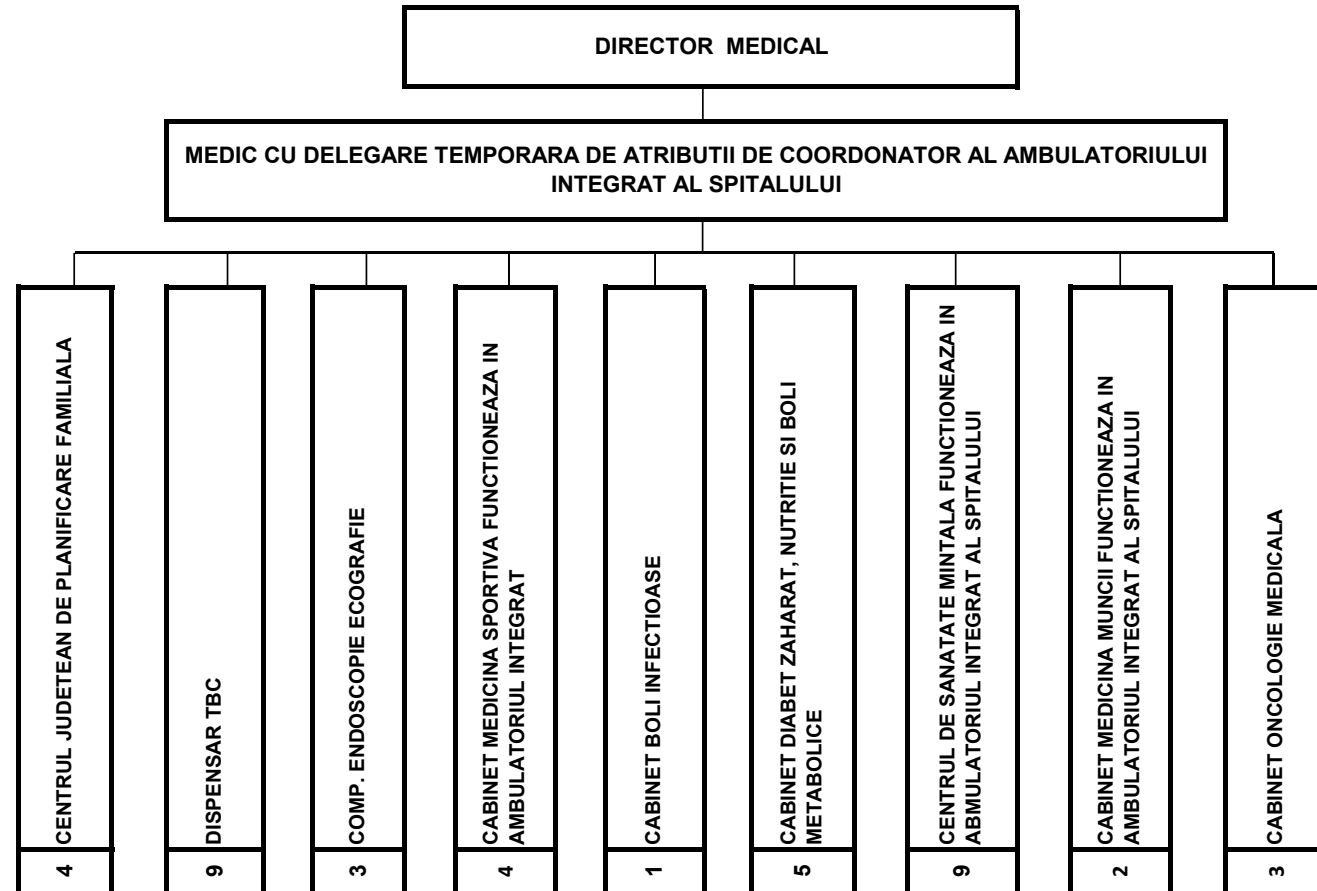 DIRECTOR MEDICAL
MEDIC CU DELEGARE TEMPORARA DE ATRIBUTII DE COORDONATOR AL AMBULATORIULUI
INTEGRAT AL SPITALULUI
CENTRUL JUDETEAN DE PLANIFICARE FAMILIALA
4
DISPENSAR TBC
9
COMP. ENDOSCOPIE ECOGRAFIE
3
CABINET MEDICINA SPORTIVA FUNCTIONEAZA IN
AMBULATORIUL INTEGRAT
4
CABINET BOLI INFECTIOASE
1
CABINET DIABET ZAHARAT, NUTRITIE SI BOLI
METABOLICE
5
CENTRUL DE SANATATE MINTALA FUNCTIONEAZA IN
ABMULATORIUL INTEGRAT AL SPITALULUI
9
CABINET MEDICINA MUNCII FUNCTIONEAZA IN
AMBULATORIUL INTEGRAT AL SPITALULUI
2
CABINET ONCOLOGIE MEDICALA
3